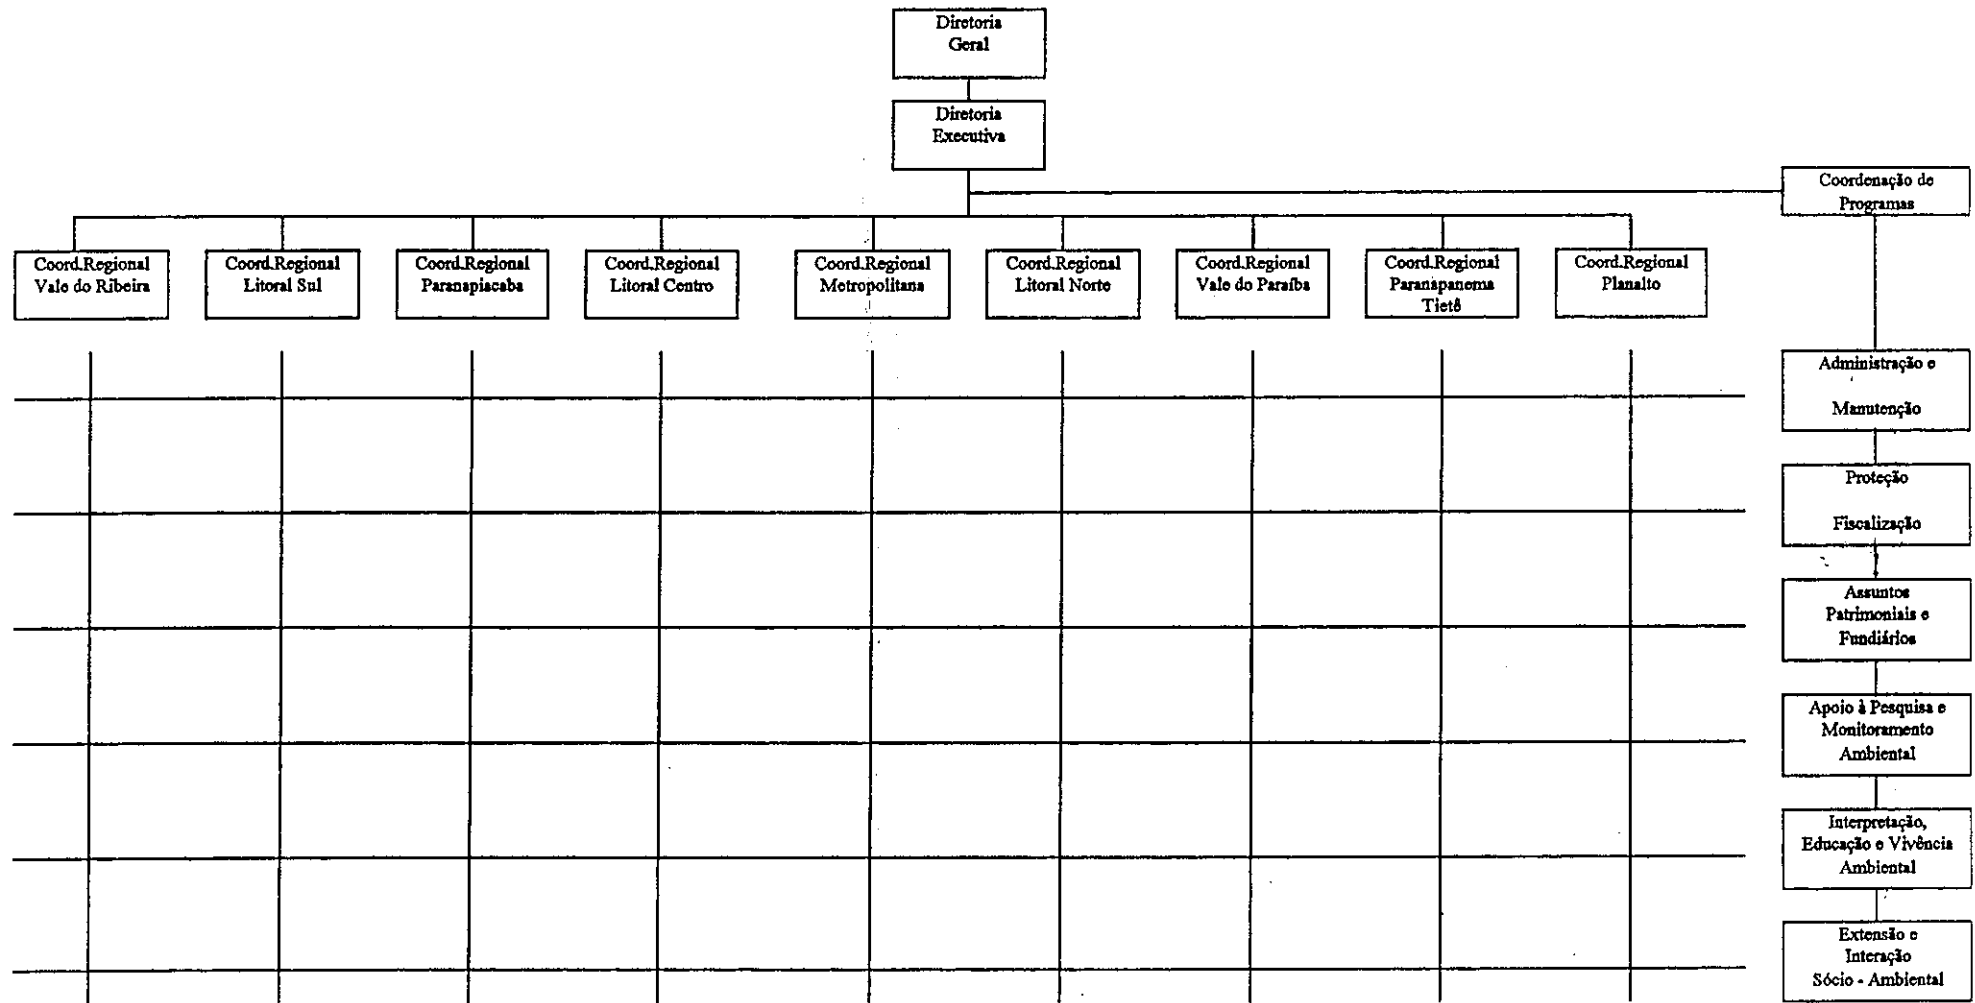 Diretoria
Geral
Diretoria
Executiva
Coordenação de
Programas
Coord.Regional
Vale do Ribeira
Coord.Regional
Litoral Sul
Coord.Regional
Paranapiacaba
Coord.Regional
Litoral Centro
Coord.Regional
Metropolitana
Coord.Regional
Litoral Norte
Coord.Regional
Vale do Paraíba
Coord.Regional
Paranapanema
Tietê
Coord.Regional
Planalto
Administração e
Manutenção
Proteção
Fiscalização
Assuntos
Patrimoniais e
Fundiários
Apoio à Pesquisa e
Monitoramento
Ambiental
Interpretação,
Educação e Vivência
Ambiental
Extensão e
Interação
Sócio - Ambiental